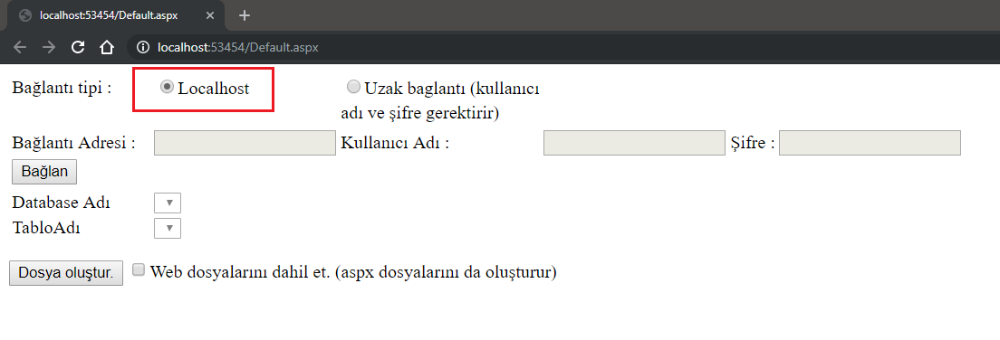 localhost:53454/Default.aspx
localhost:53454/Default.aspx
Bağlantı tipi : Localhost Uzak baglantı (kullanıcı
adı ve şifre gerektirir)
Bağlantı Adresi : Kullanıcı Adı : Şifre :
Bağlan
Database Adı
TabloAdı
Dosya oluştur. Web dosyalarını dahil et. (aspx dosyalarını da oluşturur)